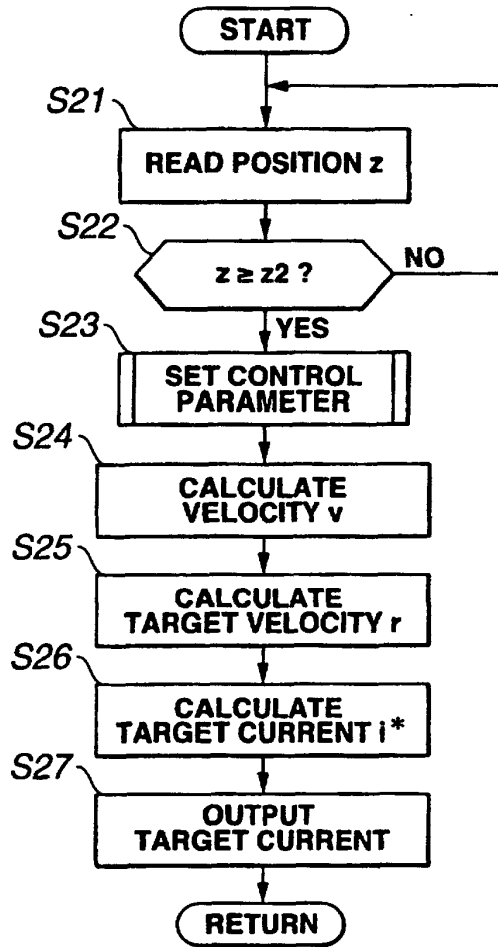 START
S21
READ POSITION z
S22
z ≥ z2 ?
NO
YES
S23
SET CONTROL
PARAMETER
S24
CALCULATE
VELOCITY v
S25
CALCULATE
TARGET VELOCITY r
S26
CALCULATE
TARGET CURRENT i*
S27
OUTPUT
TARGET CURRENT
RETURN